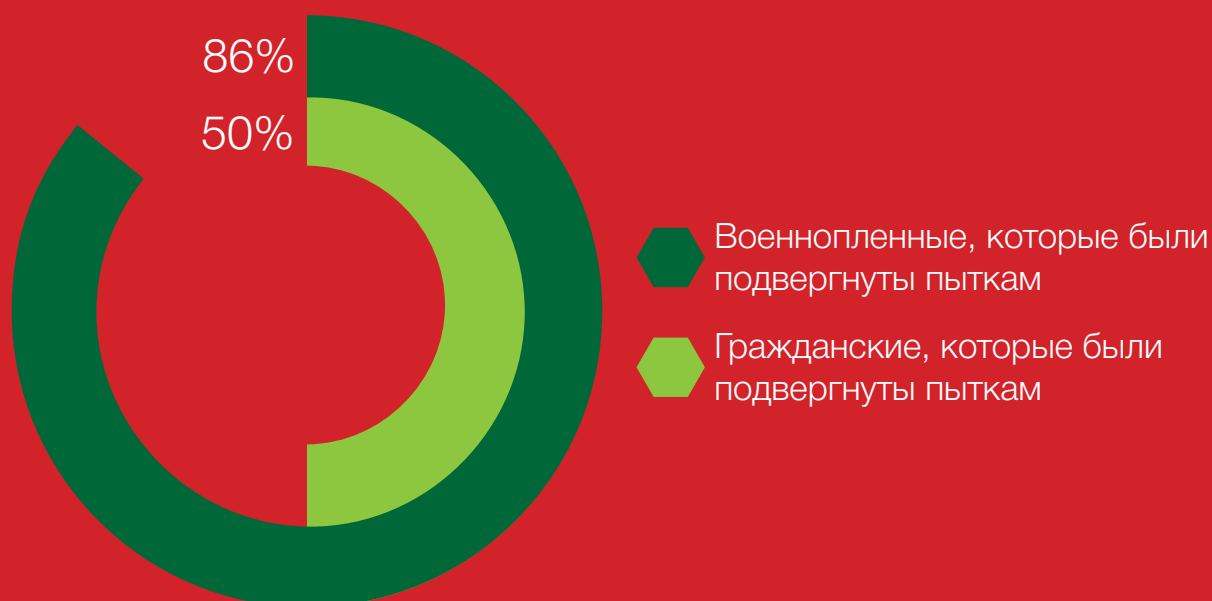 86%
50%
Военнопленные, которые были
подвергнуты пыткам
Гражданские, которые были
подвергнуты пыткам